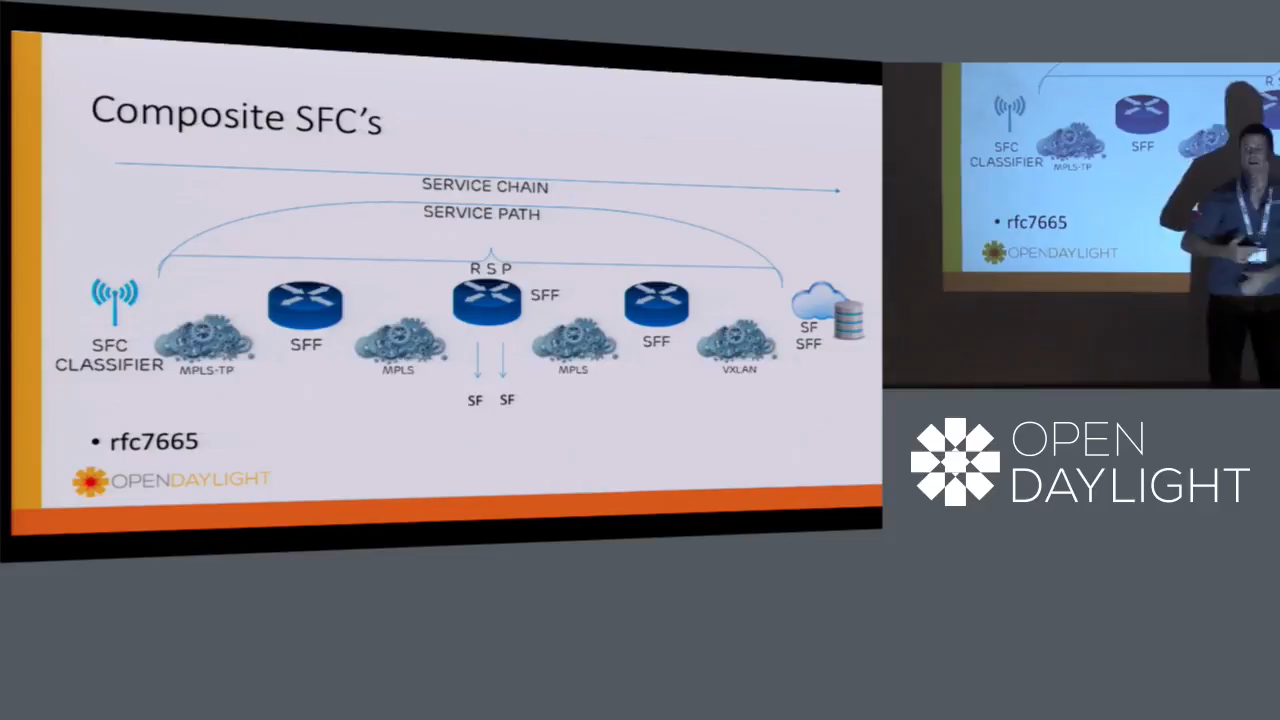 Composite SFC's
SERVICE CHAIN
SERVICE PATH
R S P
SFF
SFC
CLASSIFIER
MPLS-TP
SFF
MPLS
SF SF
MPLS
SFF
VXLAN
SF
SFF
• rfc7665
OPENDAYLIGHT
R S
SFC
CLASSIFIER
MPLS-TP
SFF
• rfc7665
OPENDAYLIGHT
OPEN
DAYLIGHT